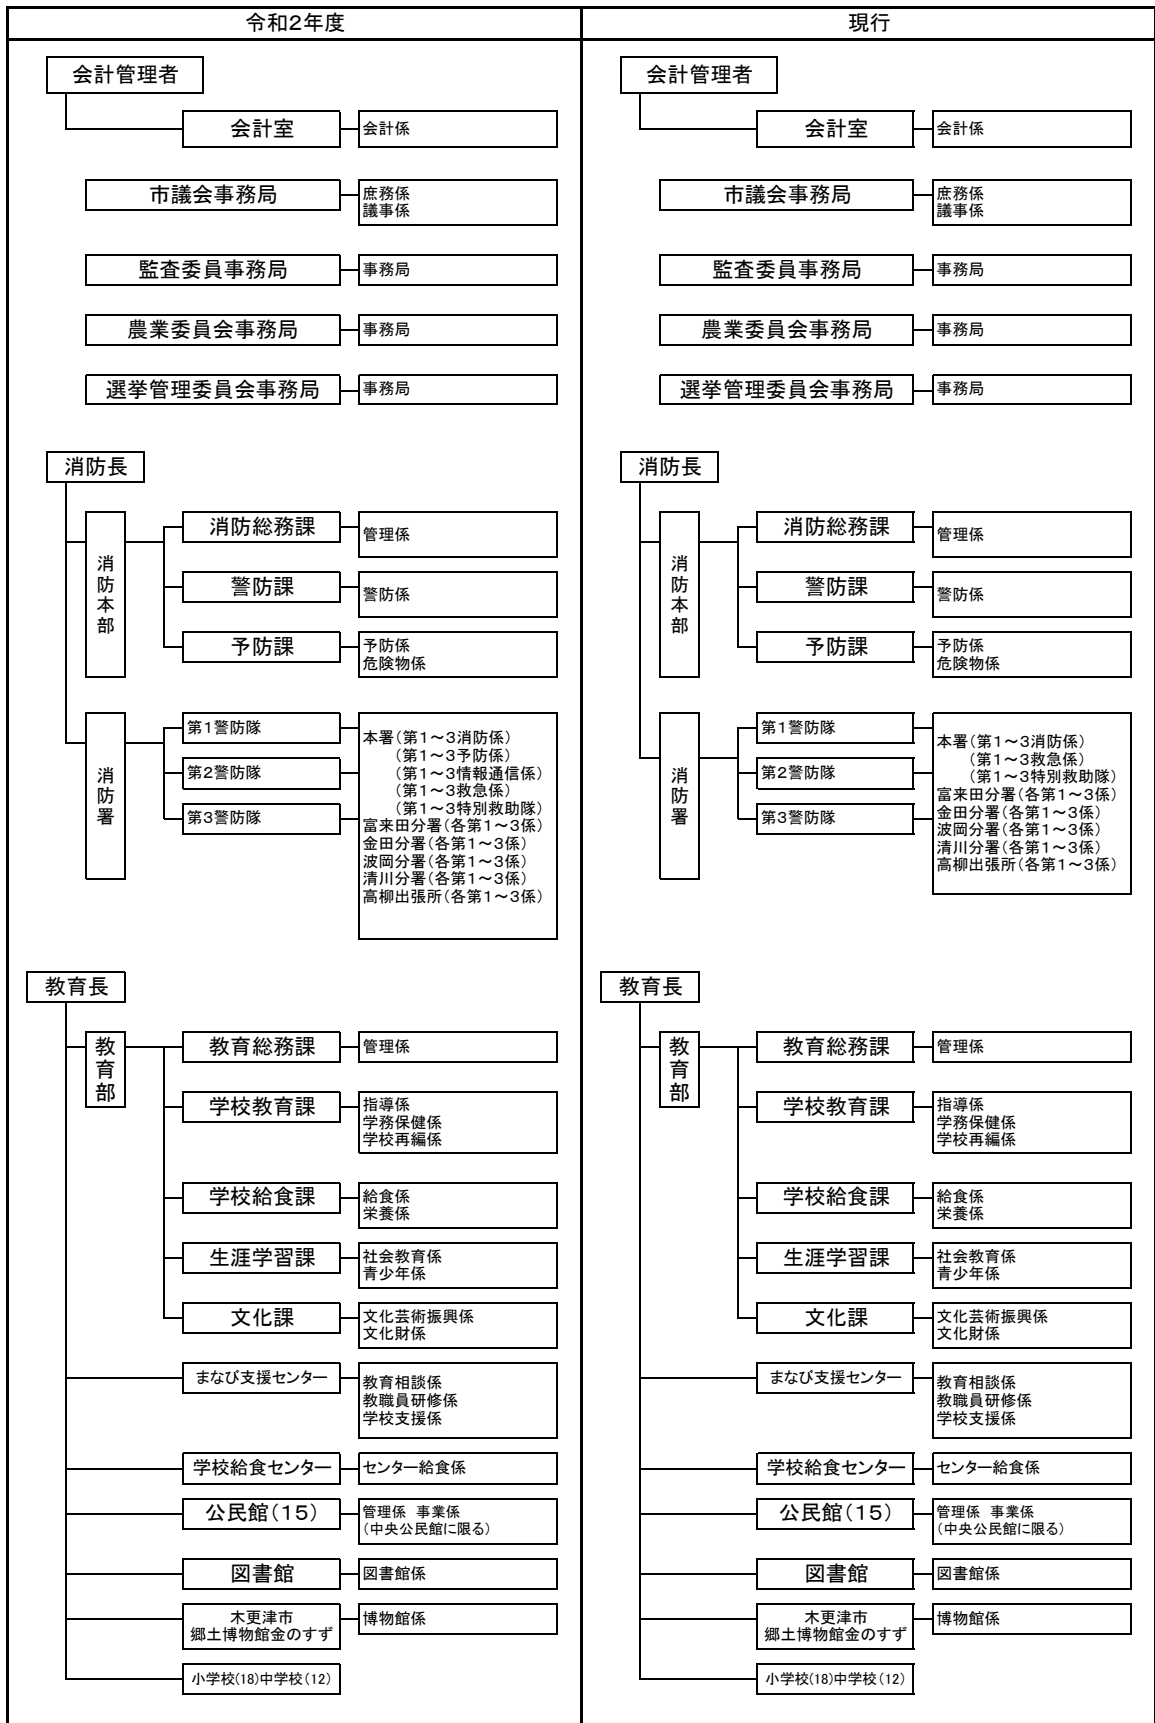 令和2年度
会計管理者
会計室
会計係
市議会事務局
庶務係
議事係
監査委員事務局
事務局
農業委員会事務局
事務局
選挙管理委員会事務局
事務局
消防長
消防本部
消防総務課
管理係
警防課
警防係
予防課
予防係
危険物係
消防署
第1警防隊
第2警防隊
第3警防隊
本署(第1～3消防係)
(第1～3予防係)
(第1～3情報通信係)
(第1～3救急係)
(第1～3特別救助隊)
富来田分署(各第1～3係)
金田分署(各第1～3係)
波岡分署(各第1～3係)
清川分署(各第1～3係)
高柳出張所(各第1～3係)
教育長
教育部
教育総務課
管理係
学校教育課
指導係
学務保健係
学校再編係
学校給食課
給食係
栄養係
生涯学習課
社会教育係
青少年係
文化課
文化芸術振興係
文化財係
まなび支援センター
教育相談係
教職員研修係
学校支援係
学校給食センター
センター給食係
公民館(15)
管理係 事業係
(中央公民館に限る)
図書館
図書館係
木更津市
郷土博物館金のすず
博物館係
小学校(18)中学校(12)
現行
会計管理者
会計室
会計係
市議会事務局
庶務係
議事係
監査委員事務局
事務局
農業委員会事務局
事務局
選挙管理委員会事務局
事務局
消防長
消防本部
消防総務課
管理係
警防課
警防係
予防課
予防係
危険物係
消防署
第1警防隊
第2警防隊
第3警防隊
本署(第1～3消防係)
(第1～3救急係)
(第1～3特別救助隊)
富来田分署(各第1～3係)
金田分署(各第1～3係)
波岡分署(各第1～3係)
清川分署(各第1～3係)
高柳出張所(各第1～3係)
教育長
教育部
教育総務課
管理係
学校教育課
指導係
学務保健係
学校再編係
学校給食課
給食係
栄養係
生涯学習課
社会教育係
青少年係
文化課
文化芸術振興係
文化財係
まなび支援センター
教育相談係
教職員研修係
学校支援係
学校給食センター
センター給食係
公民館(15)
管理係 事業係
(中央公民館に限る)
図書館
図書館係
木更津市
郷土博物館金のすず
博物館係
小学校(18)中学校(12)